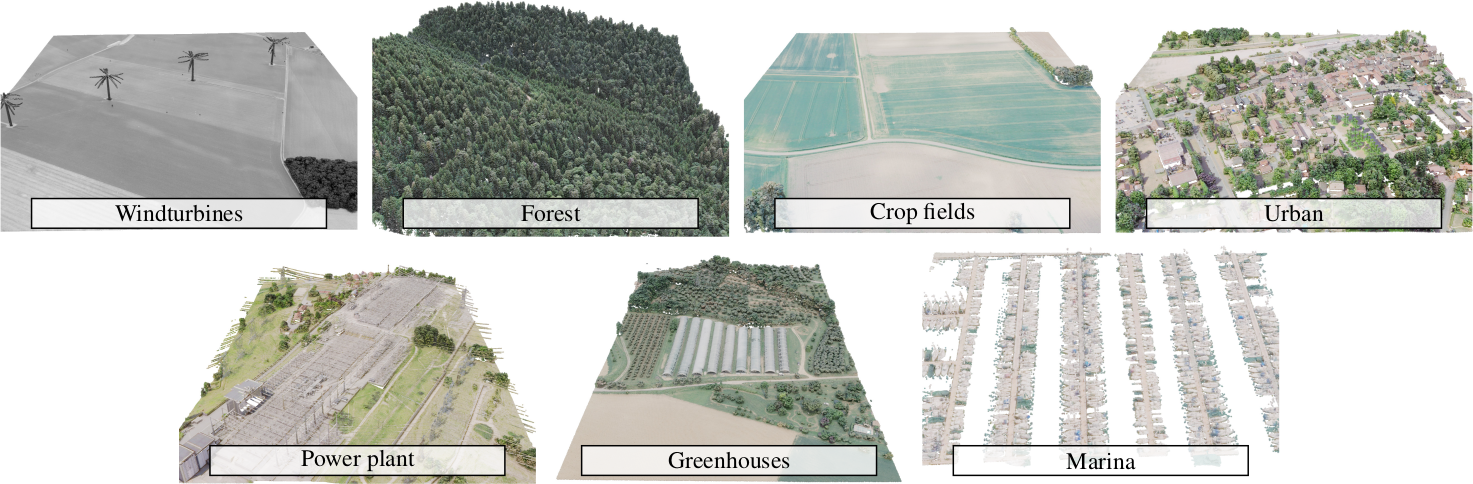 Windturbines
Forest
Crop fields
Urban
Power plant
Greenhouses
Marina